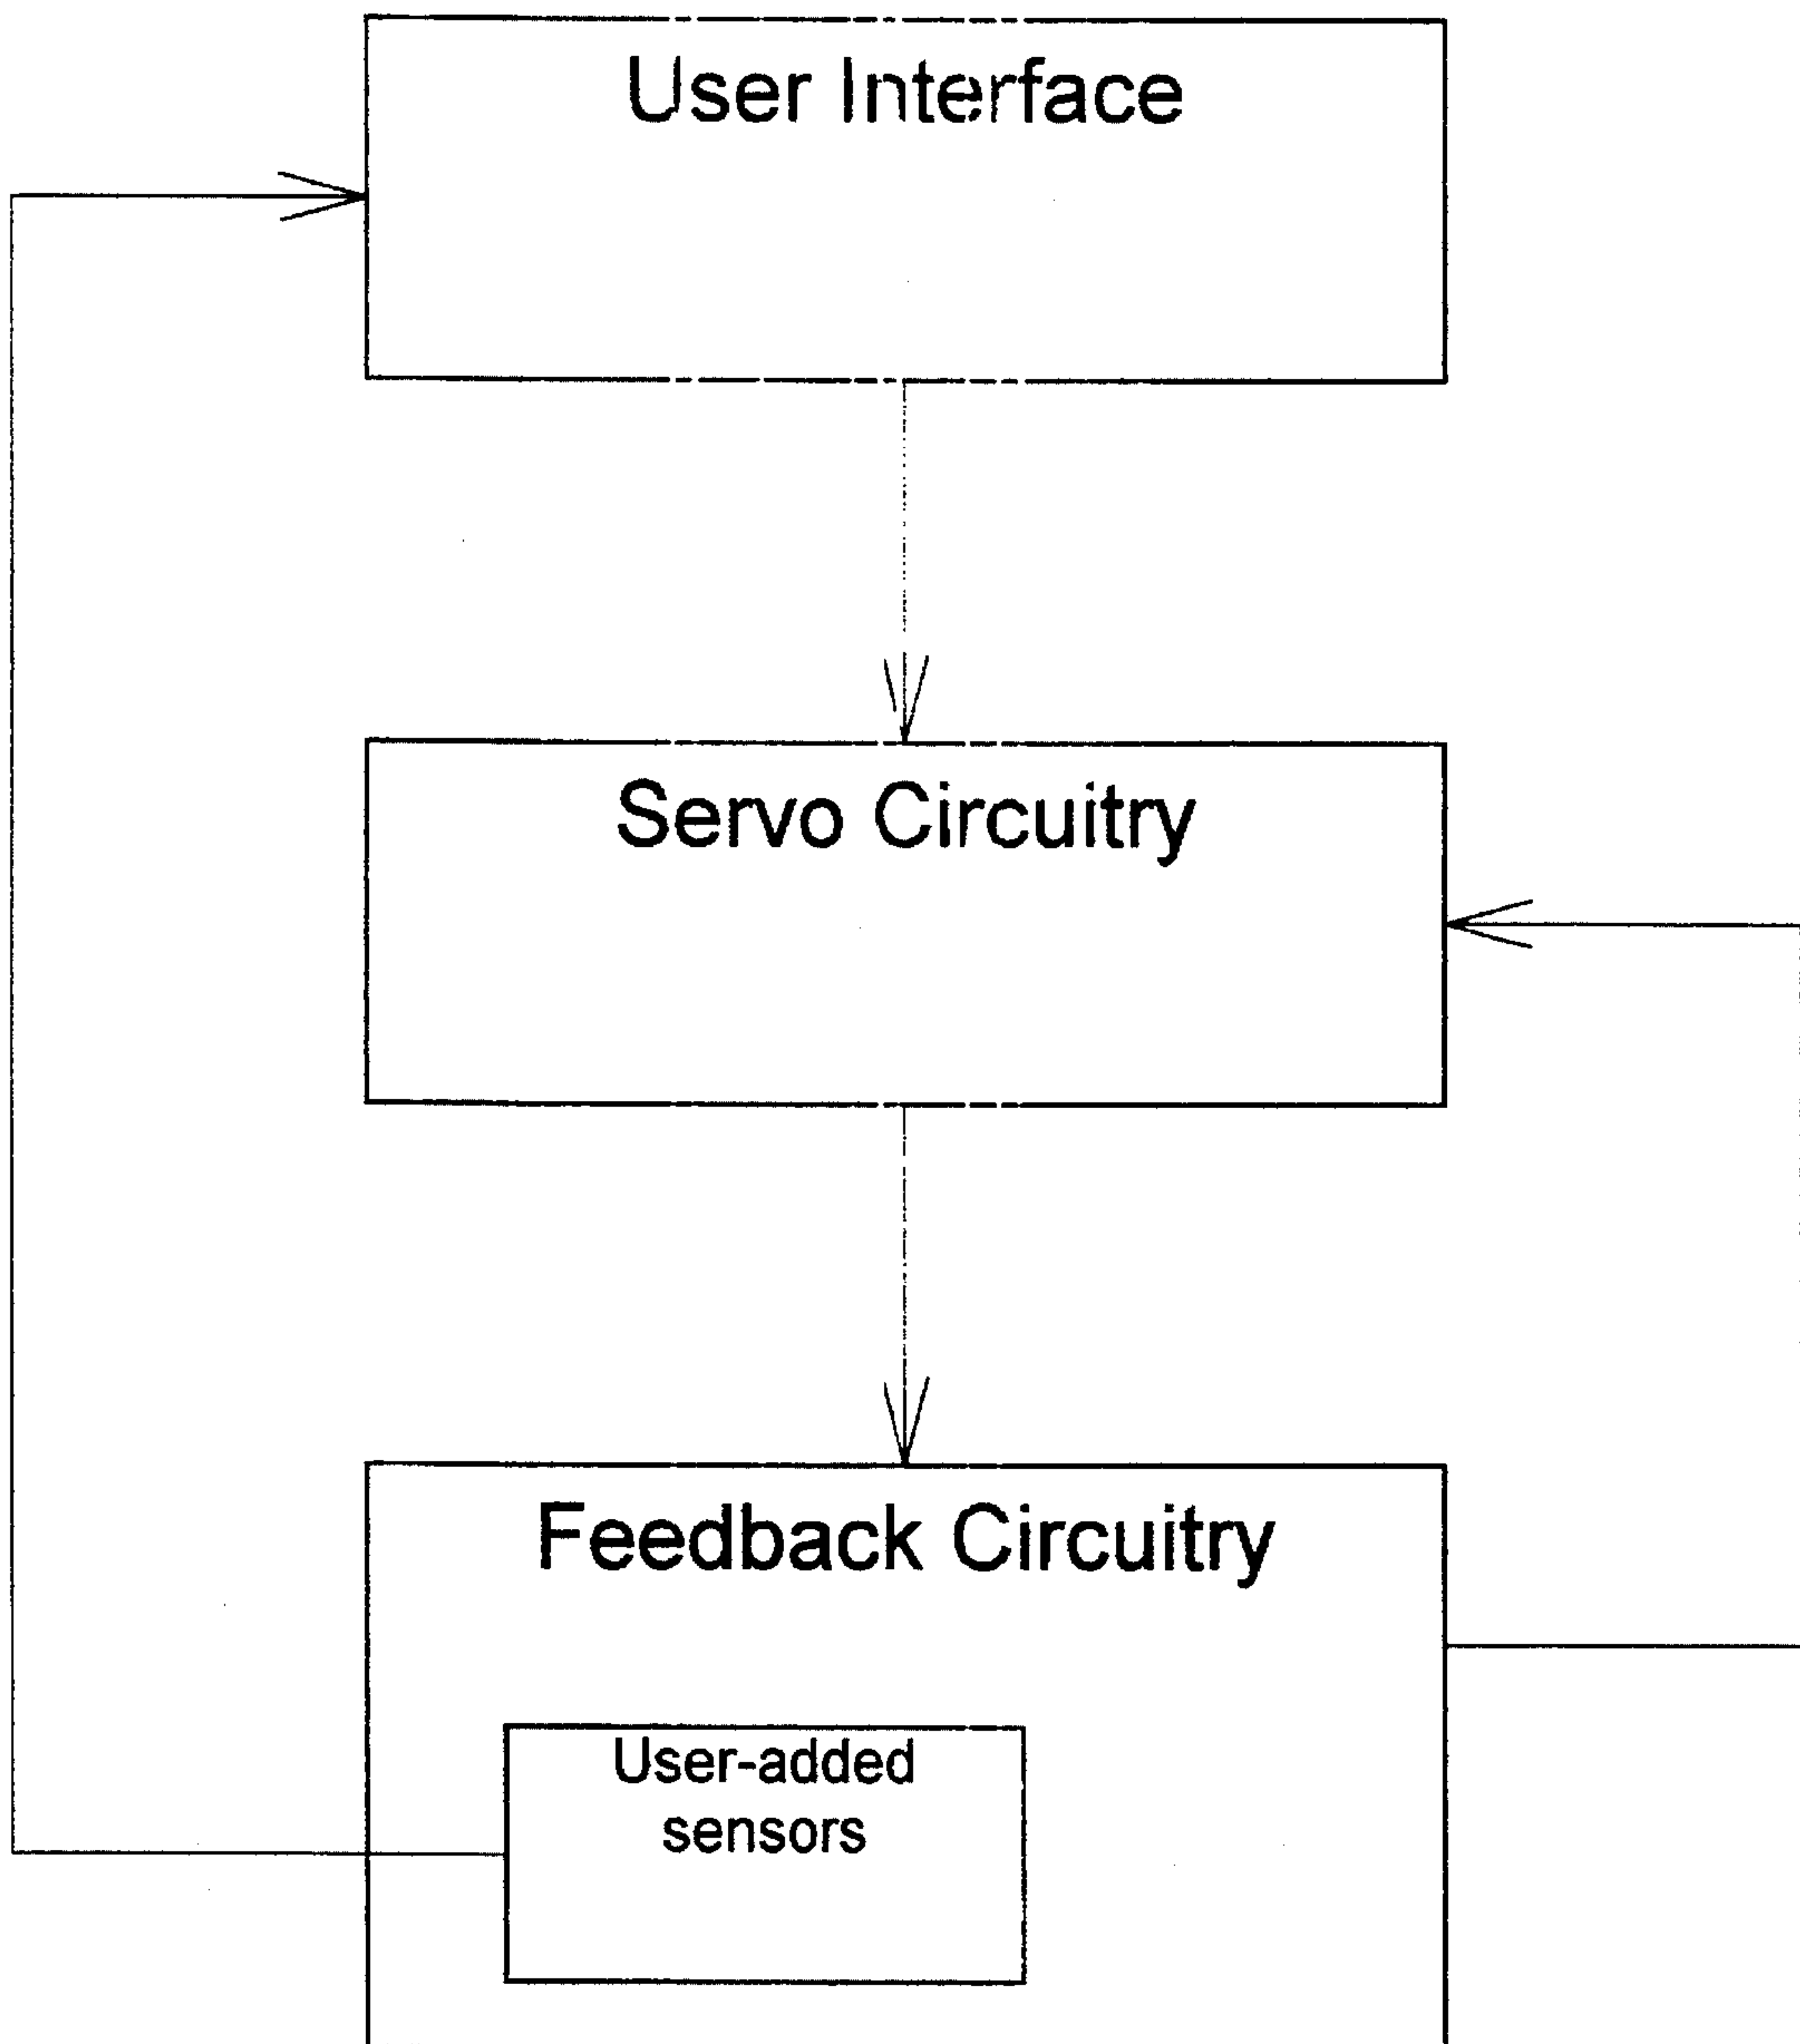 User Interface
Servo Circuitry
Feedback Circuitry
User-added
sensors